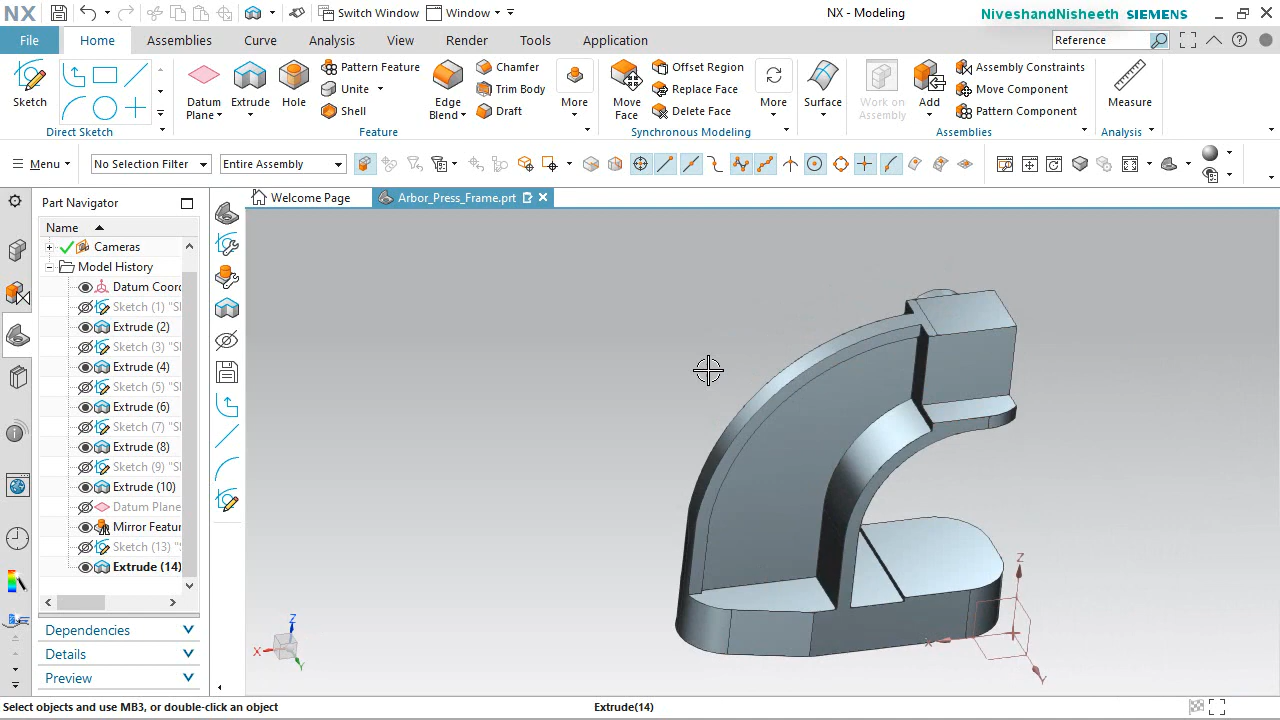 NX Switch Window Window NX - Modeling NiveshandNisheeth SIEMENS
File Home Assemblies Curve Analysis View Render Tools Application Reference
Sketch Datum Plane Extrude Hole Pattern Feature Unite Shell Edge Blend Chamfer Trim Body Draft More Move Face Offset Region Replace Face Delete Face More Surface Work on Assembly Add Assembly Constraints Move Component Pattern Component Measure
Direct Sketch Feature Synchronous Modeling Assemblies Analysis
Menu No Selection Filter Entire Assembly
Part Navigator Welcome Page Arbor_Press_Frame.prt
Name
Cameras
Model History
Datum Coord
Sketch (1) "S
Extrude (2)
Sketch (3) "S
Extrude (4)
Sketch (5) "S
Extrude (6)
Sketch (7) "S
Extrude (8)
Sketch (9) "S
Extrude (10)
Datum Plane
Mirror Featur
Sketch (13) "
Extrude (14)
Z
X
Y
Z
X
Y
Dependencies
Details
Preview
Select objects and use MB3, or double-click an object Extrude(14)